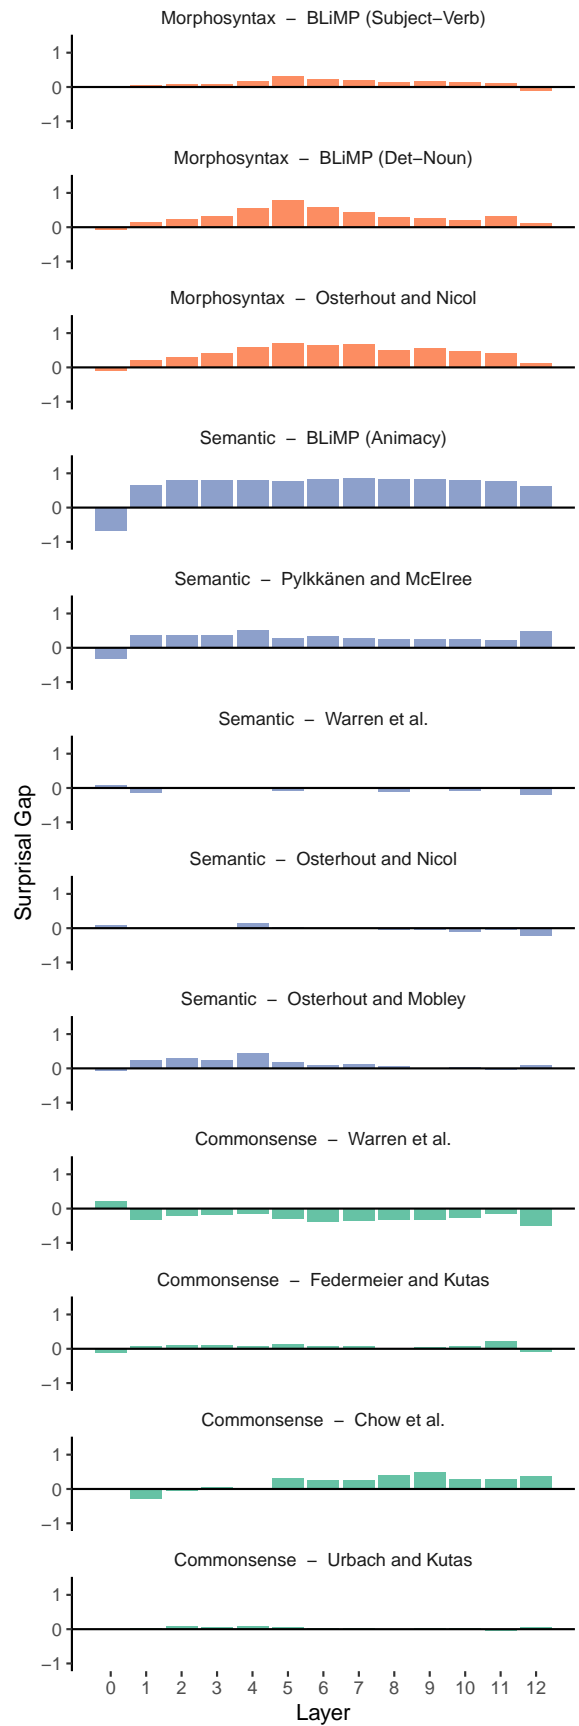 Morphosyntax − BLiMP (Subject−Verb)
1
0
−1
Morphosyntax − BLiMP (Det−Noun)
1
0
−1
Morphosyntax − Osterhout and Nicol
1
0
−1
Semantic − BLiMP (Animacy)
1
0
−1
Semantic − Pylkkänen and McElree
1
0
−1
Semantic − Warren et al.
1
0
−1
Surprisal Gap
Semantic − Osterhout and Nicol
1
0
−1
Semantic − Osterhout and Mobley
1
0
−1
Commonsense − Warren et al.
1
0
−1
Commonsense − Federmeier and Kutas
1
0
−1
Commonsense − Chow et al.
1
0
−1
Commonsense − Urbach and Kutas
1
0
−1
0 1 2 3 4 5 6 7 8 9 10 11 12
Layer